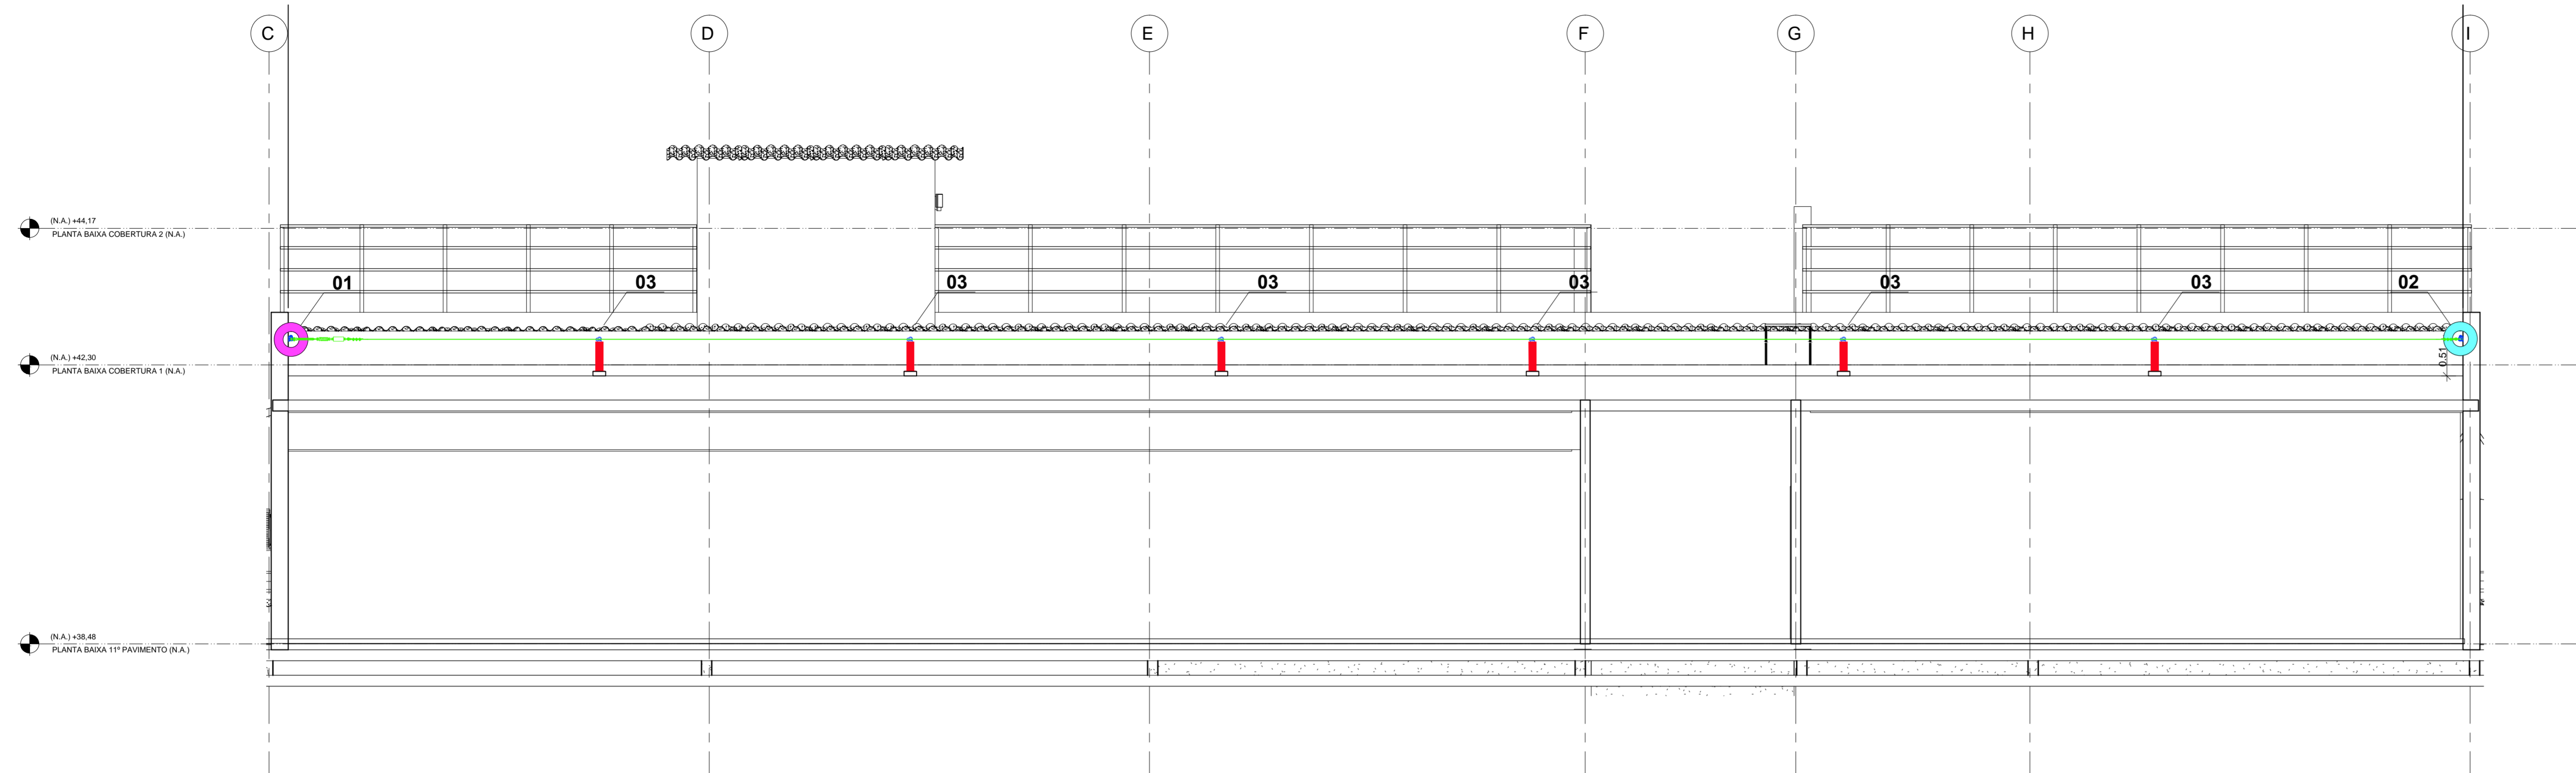 C D E F G H I
(N.A.) +44,17
PLANTA BAIXA COBERTURA 2 (N.A.)
01 03 03 03 03 03 03 02
(N.A.) +42,30
PLANTA BAIXA COBERTURA 1 (N.A.)
0.51
(N.A.) +38,48
PLANTA BAIXA 11º PAVIMENTO (N.A.)